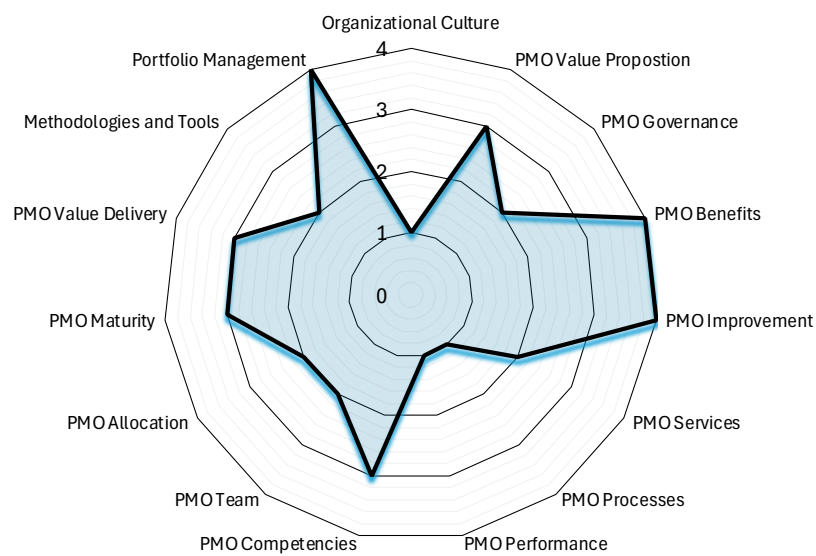 Organizational Culture
4
Portfolio Management
PMO Value Propostion
3
Methodologies and Tools
PMO Governance
2
PMO Value Delivery
PMO Benefits
1
0
PMO Maturity
PMO Improvement
PMO Allocation
PMO Services
PMO Team
PMO Processes
PMO Competencies
PMO Performance